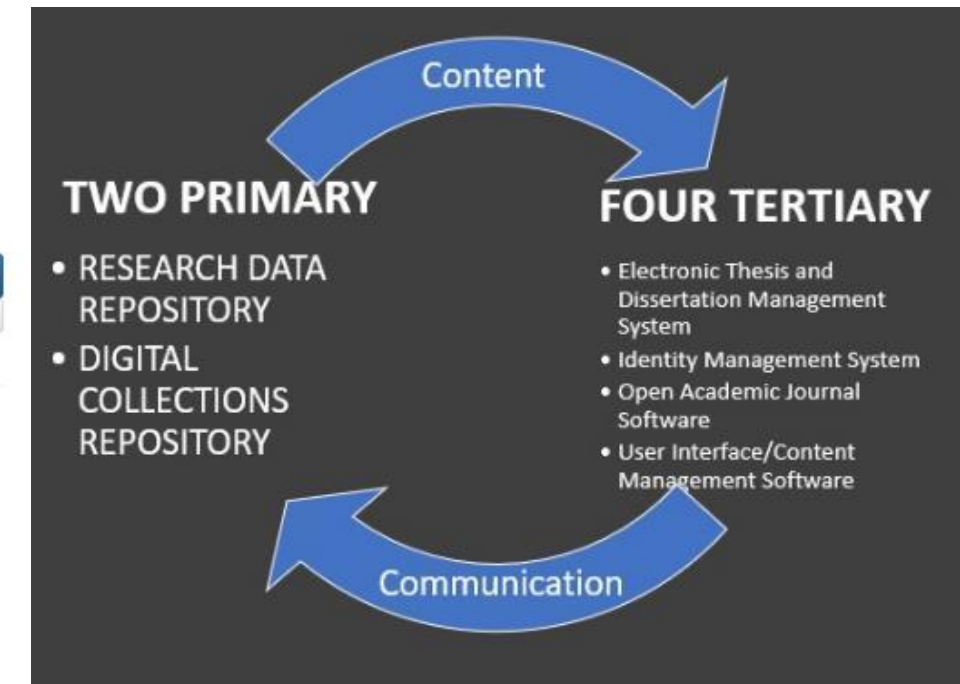 Content
TWO PRIMARY
• RESEARCH DATA
REPOSITORY
• DIGITAL
COLLECTIONS
REPOSITORY
FOUR TERTIARY
• Electronic Thesis and
Dissertation Management
System
• Identity Management System
• Open Academic Journal
Software
• User Interface/Content
Management Software
Communication